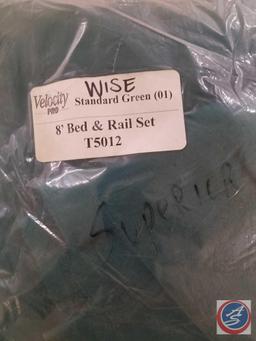 WISE
Velocity PRO
Standard Green (01)
8' Bed & Rail Set
T5012
Superior